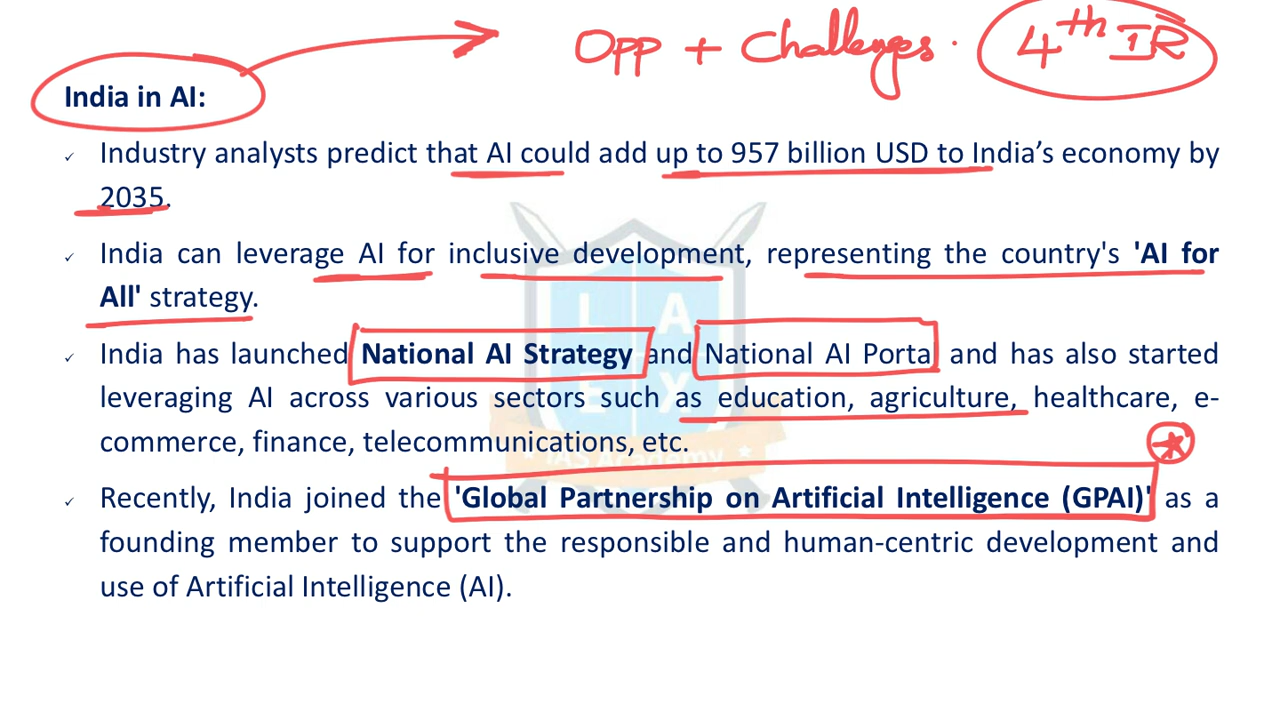 Opp + Challenges. 4th IR
India in AI:
✓ Industry analysts predict that AI could add up to 957 billion USD to India’s economy by
2035.
✓ India can leverage AI for inclusive development, representing the country's 'AI for
All' strategy.
✓ India has launched National AI Strategy and National AI Porta and has also started
leveraging AI across various sectors such as education, agriculture, healthcare, e-
commerce, finance, telecommunications, etc.
✓ Recently, India joined the 'Global Partnership on Artificial Intelligence (GPAI)' as a
founding member to support the responsible and human-centric development and
use of Artificial Intelligence (AI).
L A
E X
IAS Academy